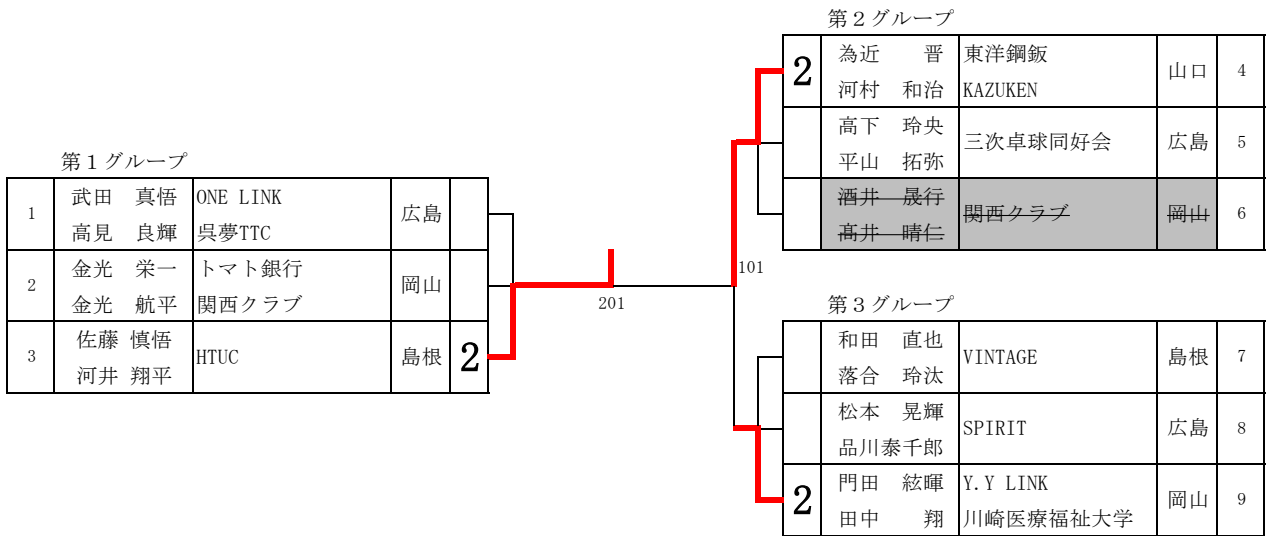 第１グループ
1 武田 真悟 ONE LINK 広島
高見 良輝 呉夢TTC
2 金光 栄一 トマト銀行 岡山
金光 航平 関西クラブ
3 佐藤 慎悟 HTUC 島根 2
河井 翔平
201
101
第２グループ
2 為近 晋 東洋鋼鈑 山口 4
河村 和治 KAZUKEN
高下 玲央 三次卓球同好会 広島 5
平山 拓弥
酒井 晟行 関西クラブ 岡山 6
髙井 晴仁
第３グループ
和田 直也 VINTAGE 島根 7
落合 玲汰
松本 晃輝 SPIRIT 広島 8
品川泰千郎
2 門田 絃暉 Y.Y LINK 岡山 9
田中 翔 川崎医療福祉大学